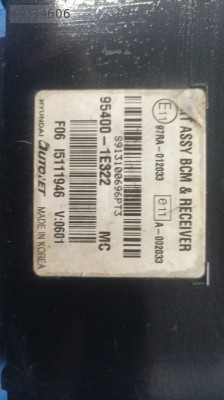 UNIT ASSY BCM & RECEIVER
E11 97RA-012033
e11 A-002033
S913100696PT3
95400-1E322 MC
HYUNDAI AUTONET
F06 I5111946 V:0601
MADE IN KOREA